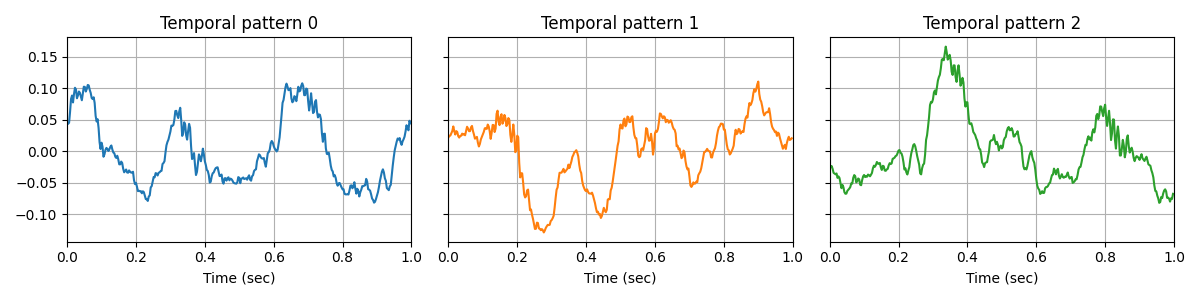 Temporal pattern 0
Temporal pattern 1
Temporal pattern 2
0.15
0.10
0.05
0.00
−0.05
−0.10
0.0 0.2 0.4 0.6 0.8 1.0
0.0 0.2 0.4 0.6 0.8 1.0
0.0 0.2 0.4 0.6 0.8 1.0
Time (sec)
Time (sec)
Time (sec)